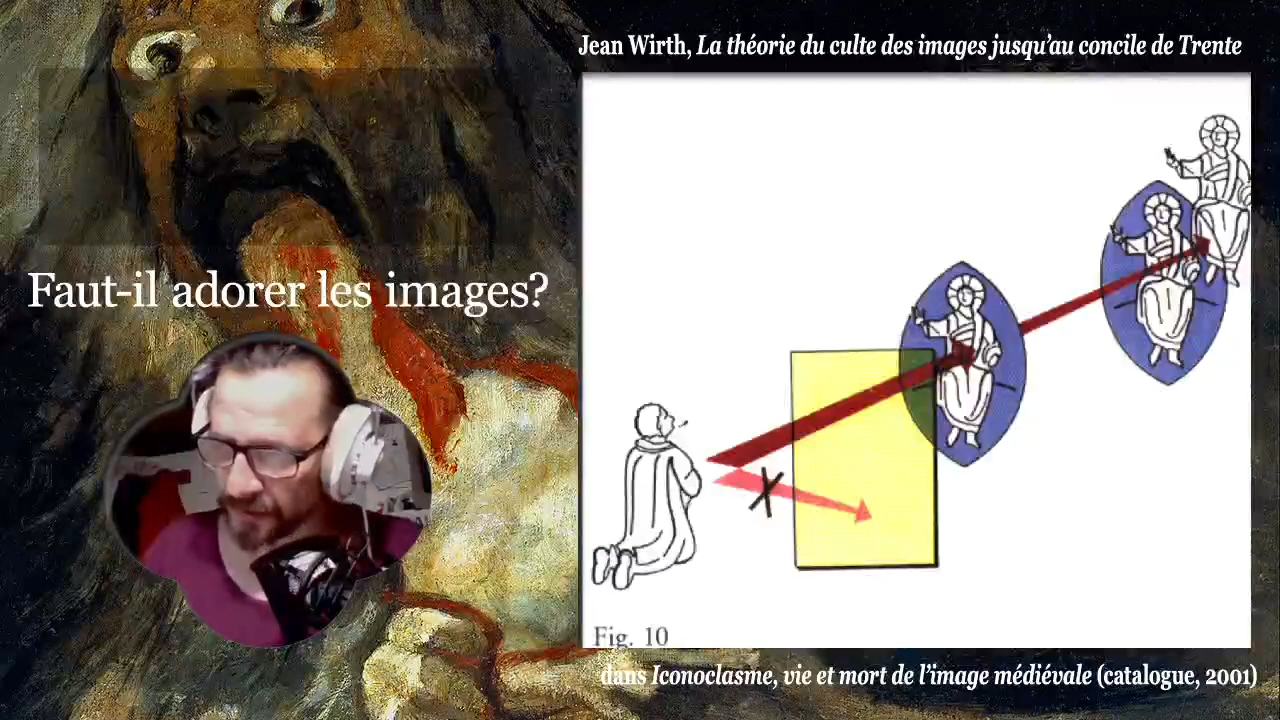 Jean Wirth, La théorie du culte des images jusqu'au concile de Trente
Faut-il adorer les images?
Fig. 10
dans Iconoclasme, vie et mort de l'image médiévale (catalogue, 2001)